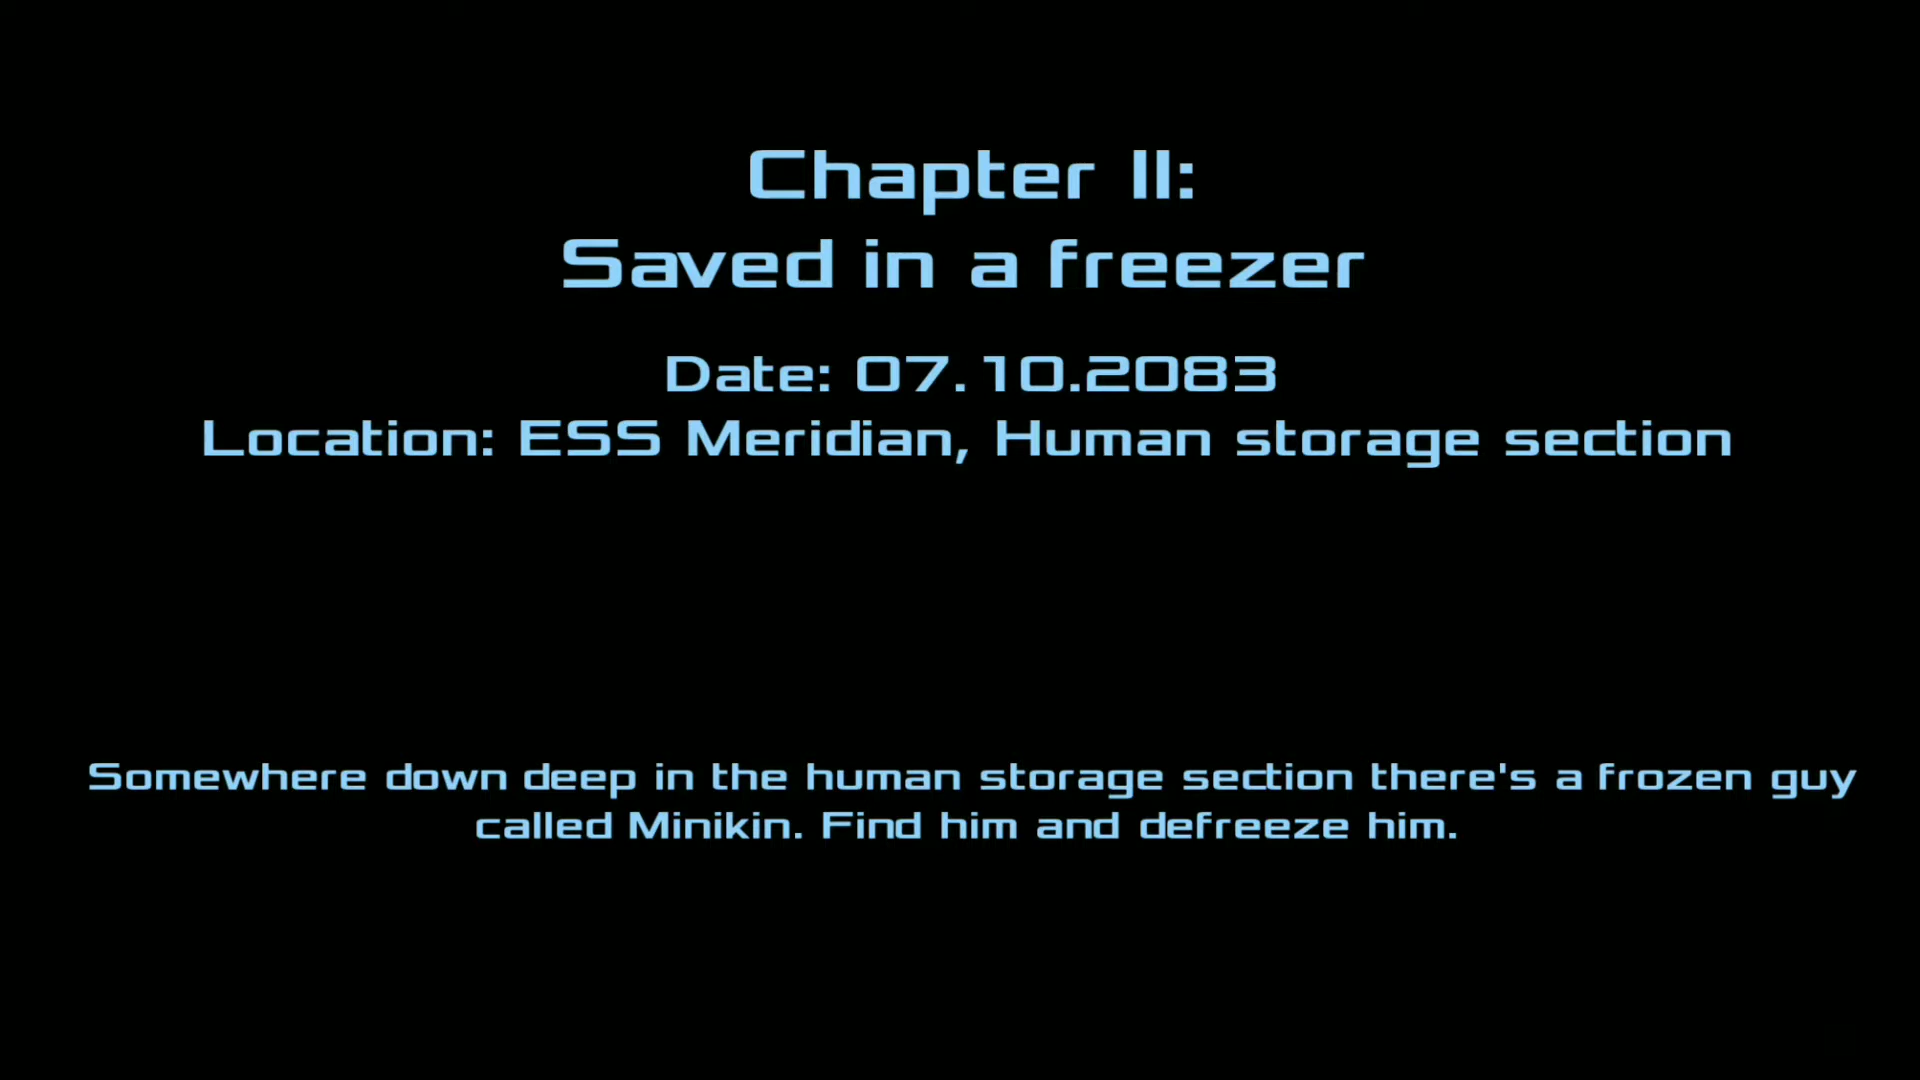 Chapter II:
Saved in a freezer
Date: 07.10.2083
Location: ESS Meridian, Human storage section
Somewhere down deep in the human storage section there's a frozen guy
called Minikin. Find him and defreeze him.